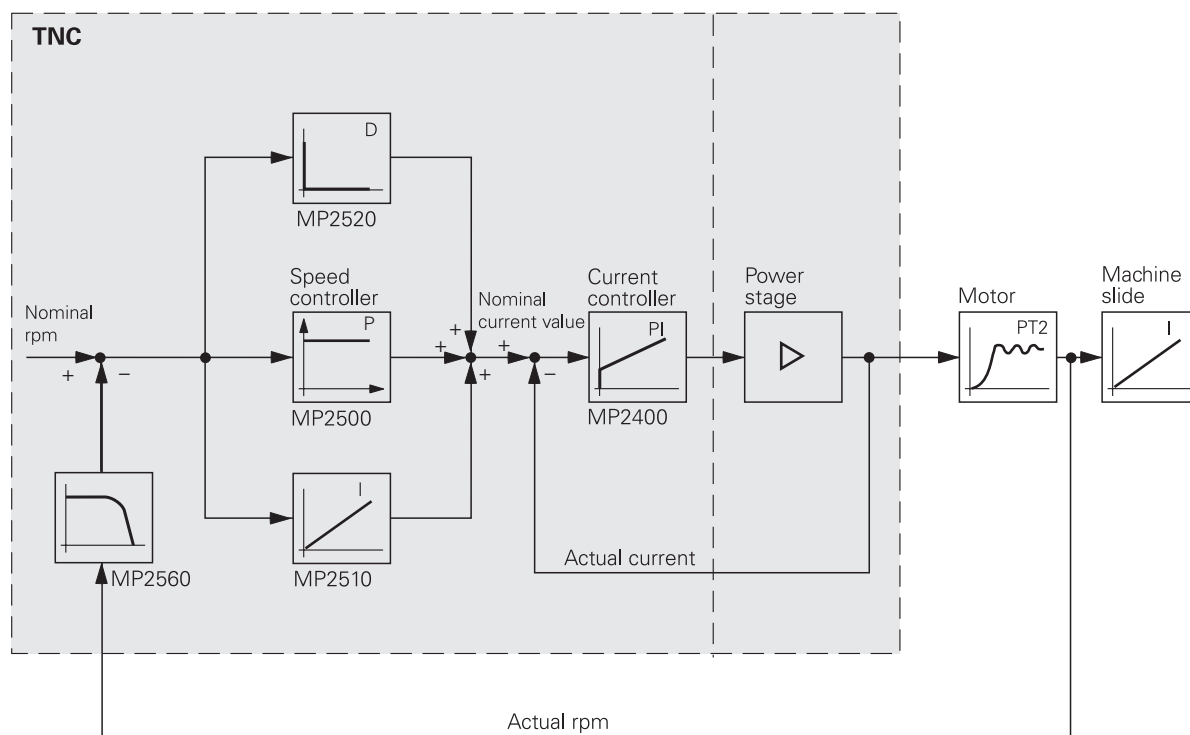 TNC
D
MP2520
Speed
controller
P
MP2500
I
MP2510
Nominal
rpm
+
−
MP2560
+
+
+
Nominal
current value
+
−
Current
controller
PI
MP2400
Power
stage
Motor
PT2
Machine
slide
I
Actual current
Actual rpm